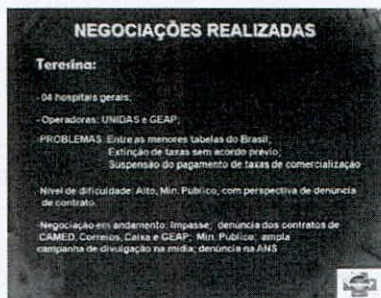 NEGOCIAÇÕES REALIZADAS
Teresina:
- 04 hospitais gerais;
- Operadoras: UNIDAS e GEAP;
-PROBLEMAS: Entre as menores tabelas do Brasil;
Extinção de taxas sem acordo prévio;
Suspensão do pagamento de taxas de comercialização
-Nível de dificuldade: Alto, Min. Público, com perspectiva de denúncia
de contrato.
-Negociação em andamento: Impasse; denúncia dos contratos de
CAMED, Correios, Caixa e GEAP; Min. Público; ampla
campanha de divulgação na mídia; denúncia na ANS